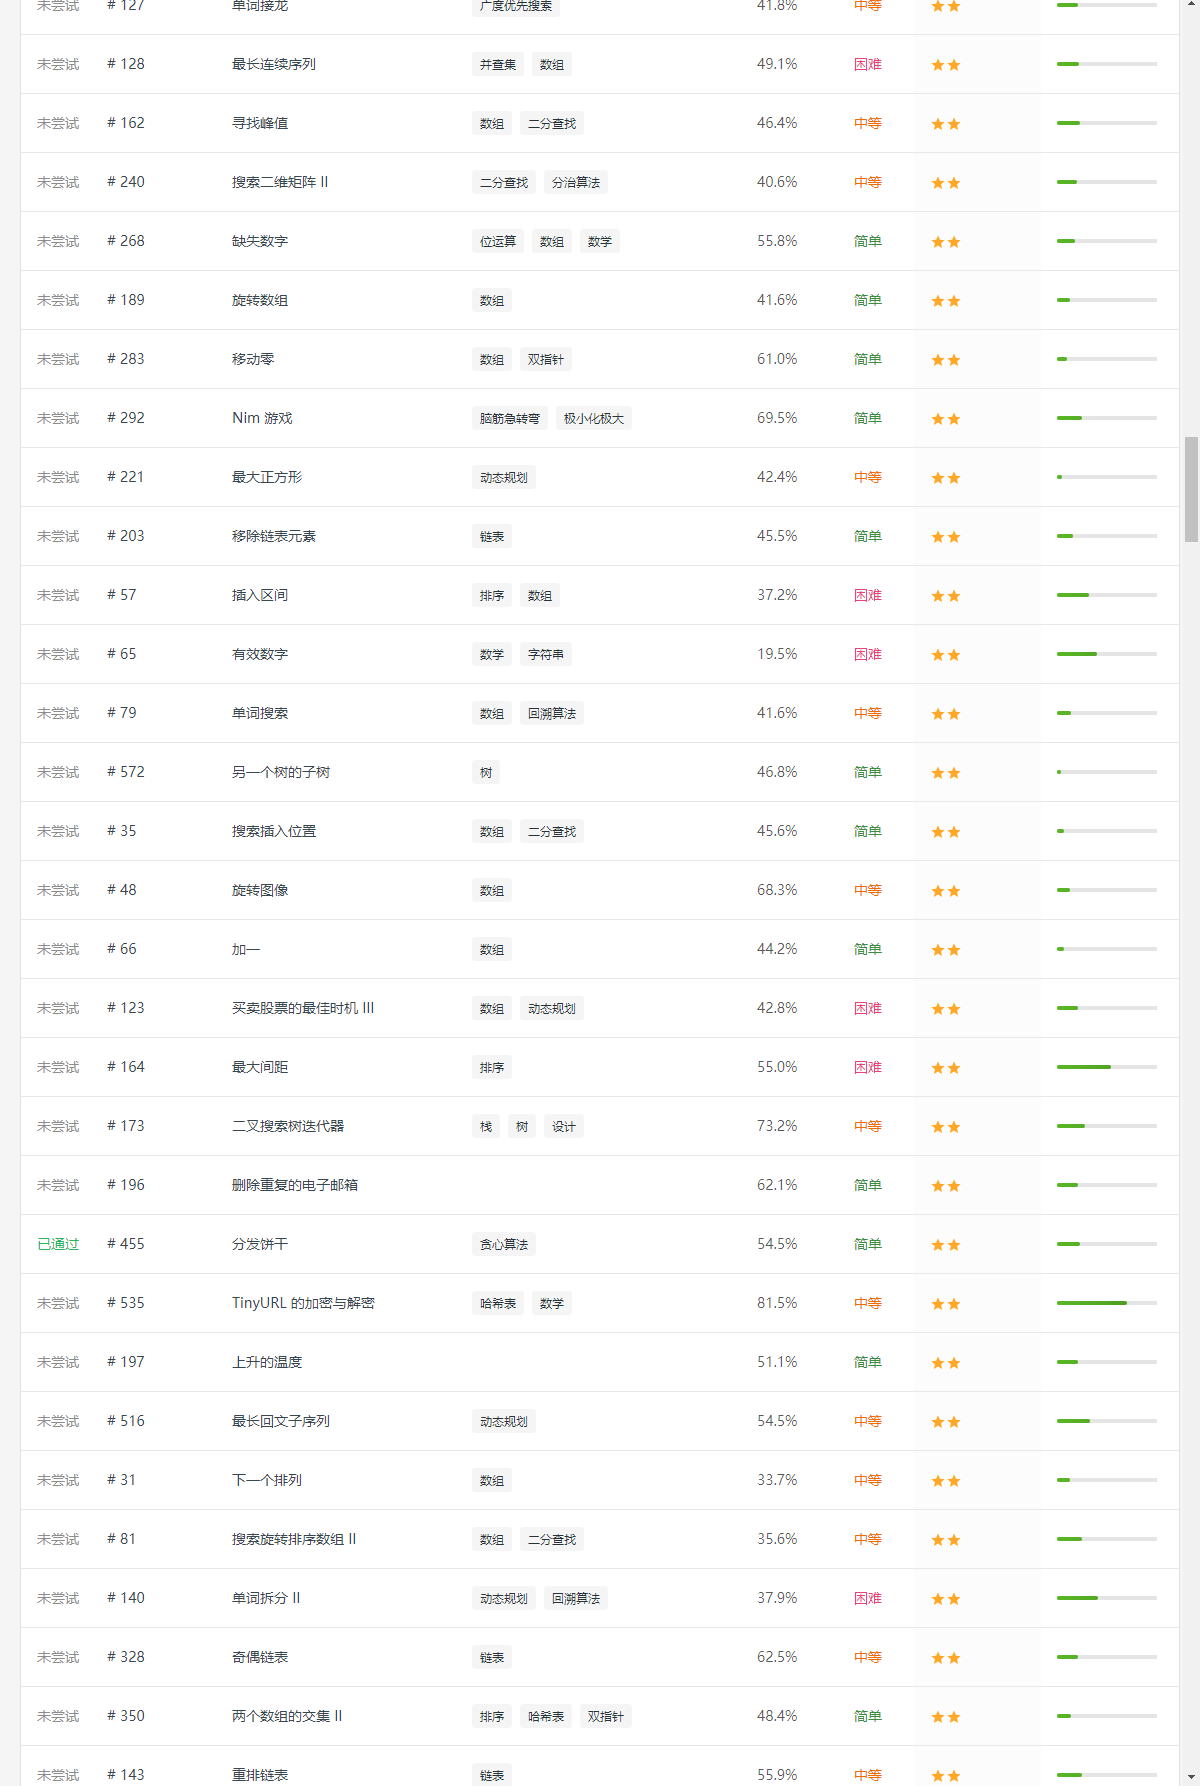 未尝试 # 127 单词接龙 广度优先搜索 41.8% 中等
未尝试 # 128 最长连续序列 并查集 数组 49.1% 困难
未尝试 # 162 寻找峰值 数组 二分查找 46.4% 中等
未尝试 # 240 搜索二维矩阵 II 二分查找 分治算法 40.6% 中等
未尝试 # 268 缺失数字 位运算 数组 数学 55.8% 简单
未尝试 # 189 旋转数组 数组 41.6% 简单
未尝试 # 283 移动零 数组 双指针 61.0% 简单
未尝试 # 292 Nim 游戏 脑筋急转弯 极小化极大 69.5% 简单
未尝试 # 221 最大正方形 动态规划 42.4% 中等
未尝试 # 203 移除链表元素 链表 45.5% 简单
未尝试 # 57 插入区间 排序 数组 37.2% 困难
未尝试 # 65 有效数字 数学 字符串 19.5% 困难
未尝试 # 79 单词搜索 数组 回溯算法 41.6% 中等
未尝试 # 572 另一个树的子树 树 46.8% 简单
未尝试 # 35 搜索插入位置 数组 二分查找 45.6% 简单
未尝试 # 48 旋转图像 数组 68.3% 中等
未尝试 # 66 加一 数组 44.2% 简单
未尝试 # 123 买卖股票的最佳时机 III 数组 动态规划 42.8% 困难
未尝试 # 164 最大间距 排序 55.0% 困难
未尝试 # 173 二叉搜索树迭代器 栈 树 设计 73.2% 中等
未尝试 # 196 删除重复的电子邮箱 62.1% 简单
已通过 # 455 分发饼干 贪心算法 54.5% 简单
未尝试 # 535 TinyURL 的加密与解密 哈希表 数学 81.5% 中等
未尝试 # 197 上升的温度 51.1% 简单
未尝试 # 516 最长回文子序列 动态规划 54.5% 中等
未尝试 # 31 下一个排列 数组 33.7% 中等
未尝试 # 81 搜索旋转排序数组 II 数组 二分查找 35.6% 中等
未尝试 # 140 单词拆分 II 动态规划 回溯算法 37.9% 困难
未尝试 # 328 奇偶链表 链表 62.5% 中等
未尝试 # 350 两个数组的交集 II 排序 哈希表 双指针 48.4% 简单
未尝试 # 143 重排链表 链表 55.9% 中等